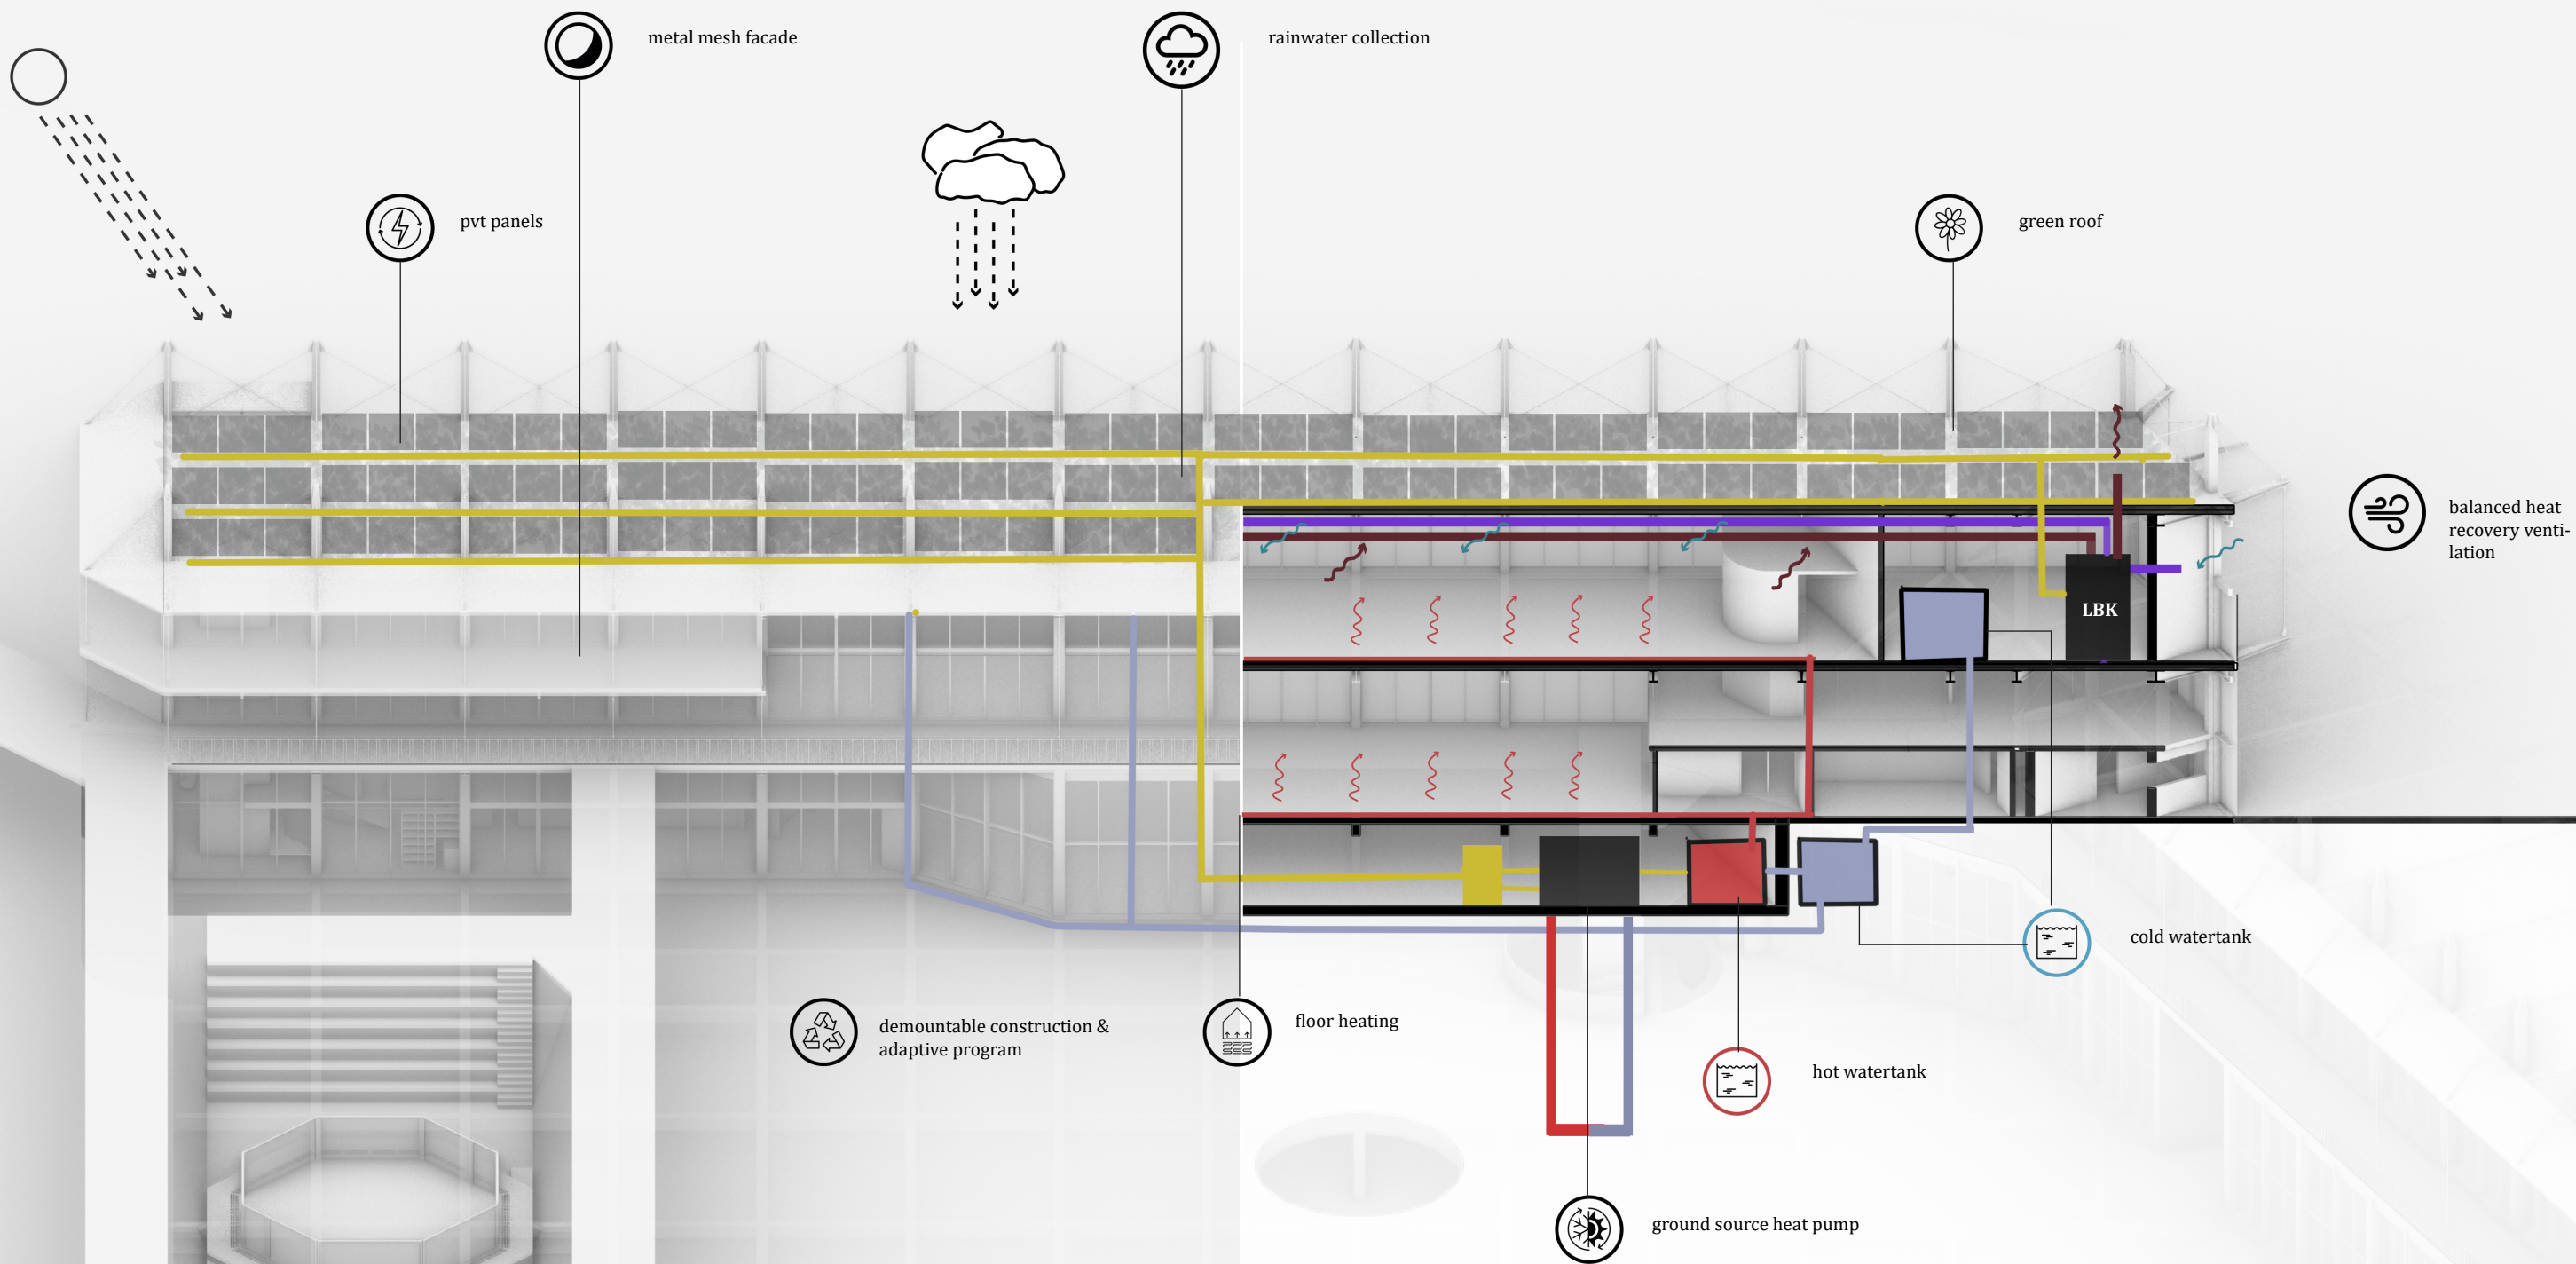 metal mesh facade
rainwater collection
pvt panels
green roof
balanced heat
recovery venti-
lation
LBK
cold watertank
demountable construction &
adaptive program
floor heating
hot watertank
ground source heat pump